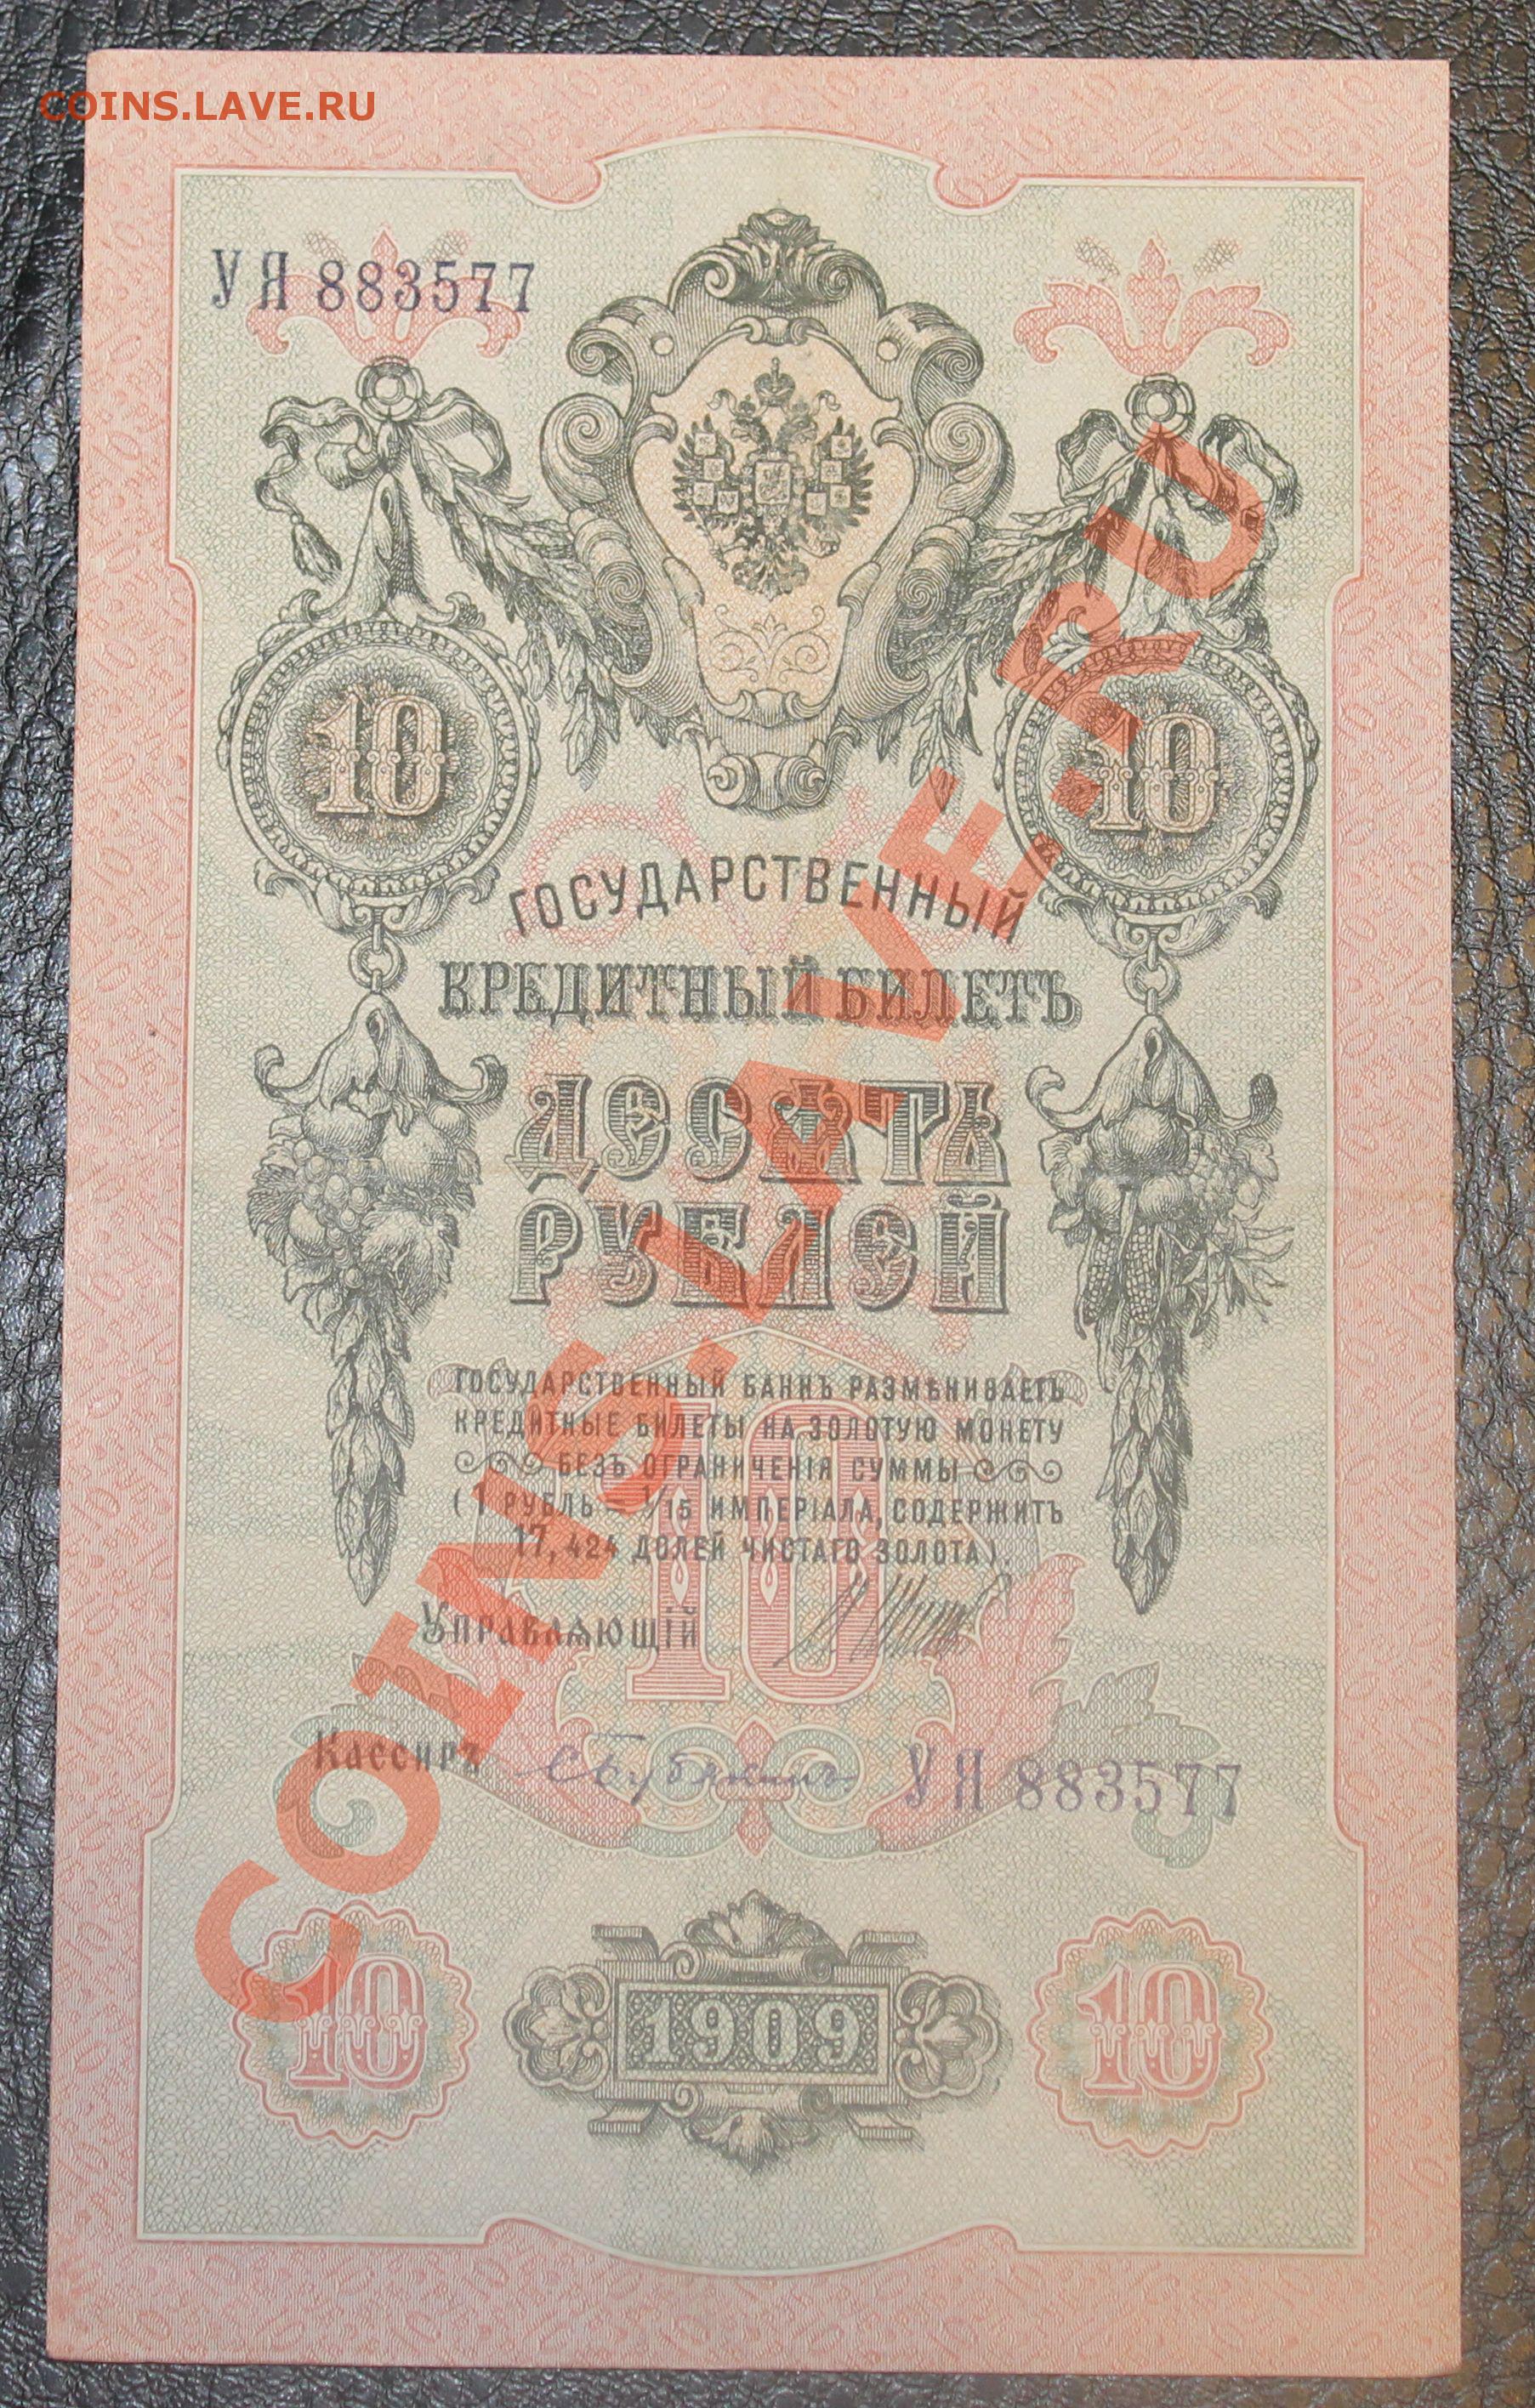 COINS.LAVE.RU
УЯ 883577
10 10
ГОСУДАРСТВЕННЫЙ
КРЕДИТНЫЙ БИЛЕТЪ
ДЕСЯТЬ
РУБЛЕЙ
ГОСУДАРСТВЕННЫЙ БАНКЪ РАЗМѢНИВАЕТЪ
КРЕДИТНЫЕ БИЛЕТЫ НА ЗОЛОТУЮ МОНЕТУ
БЕЗЪ ОГРАНИЧЕНІЯ СУММЫ
(1 РУБЛЬ = 1/15 ИМПЕРІАЛА, СОДЕРЖИТЪ
17,424 ДОЛЕЙ ЧИСТАГО ЗОЛОТА).
10
УПРАВЛЯЮЩІЙ
КАССИРЪ
УЯ 883577
10 1909 10
COINS.LAVE.RU